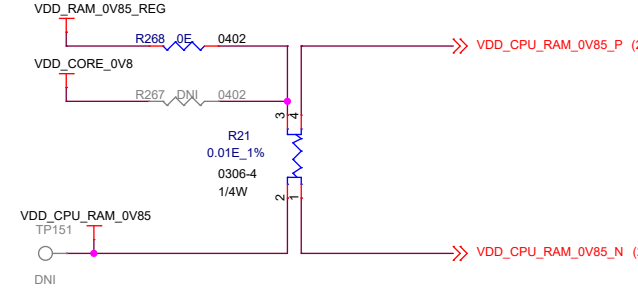 VDD_RAM_0V85_REG
R268 0E 0402
VDD_CPU_RAM_0V85_P (2
VDD_CORE_0V8
R267 DNI 0402
3 4
R21
0.01E_1%
0306-4
1/4W
2 1
VDD_CPU_RAM_0V85
TP151
VDD_CPU_RAM_0V85_N
DNI